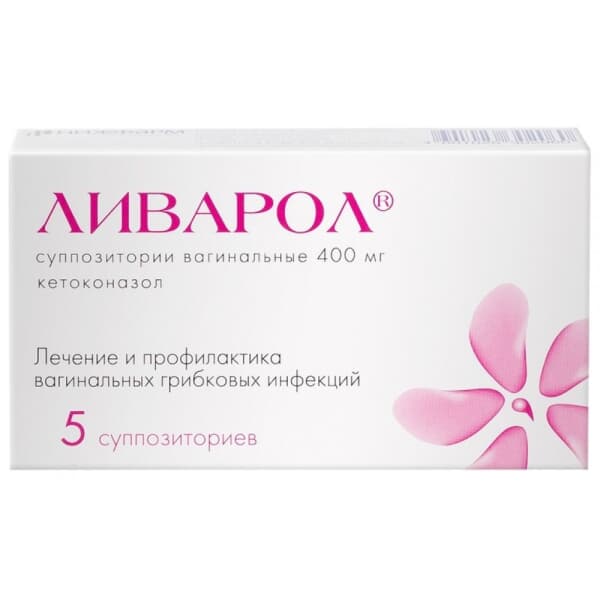 ЛИВАРОЛ®
суппозитории вагинальные 400 мг
кетоконазол
Лечение и профилактика
вагинальных грибковых инфекций
5 суппозиториев